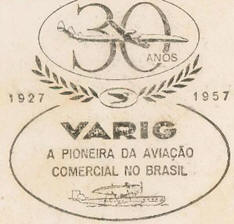 30
ANOS
1927 1957
VARIG
A PIONEIRA DA AVIAÇÃO
COMERCIAL NO BRASIL